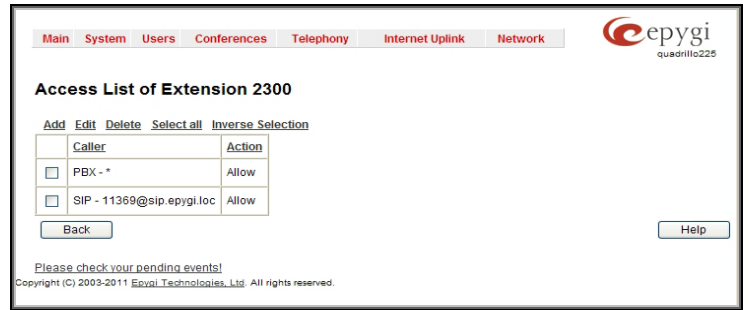 epygi
quadrillo225
Main System Users Conferences Telephony Internet Uplink Network
Access List of Extension 2300
Add Edit Delete Select all Inverse Selection
Caller Action
PBX - * Allow
SIP - 11369@sip.epygi.loc Allow
Back Help
Please check your pending events!
Copyright (C) 2003-2011 Epygi Technologies, Ltd. All rights reserved.